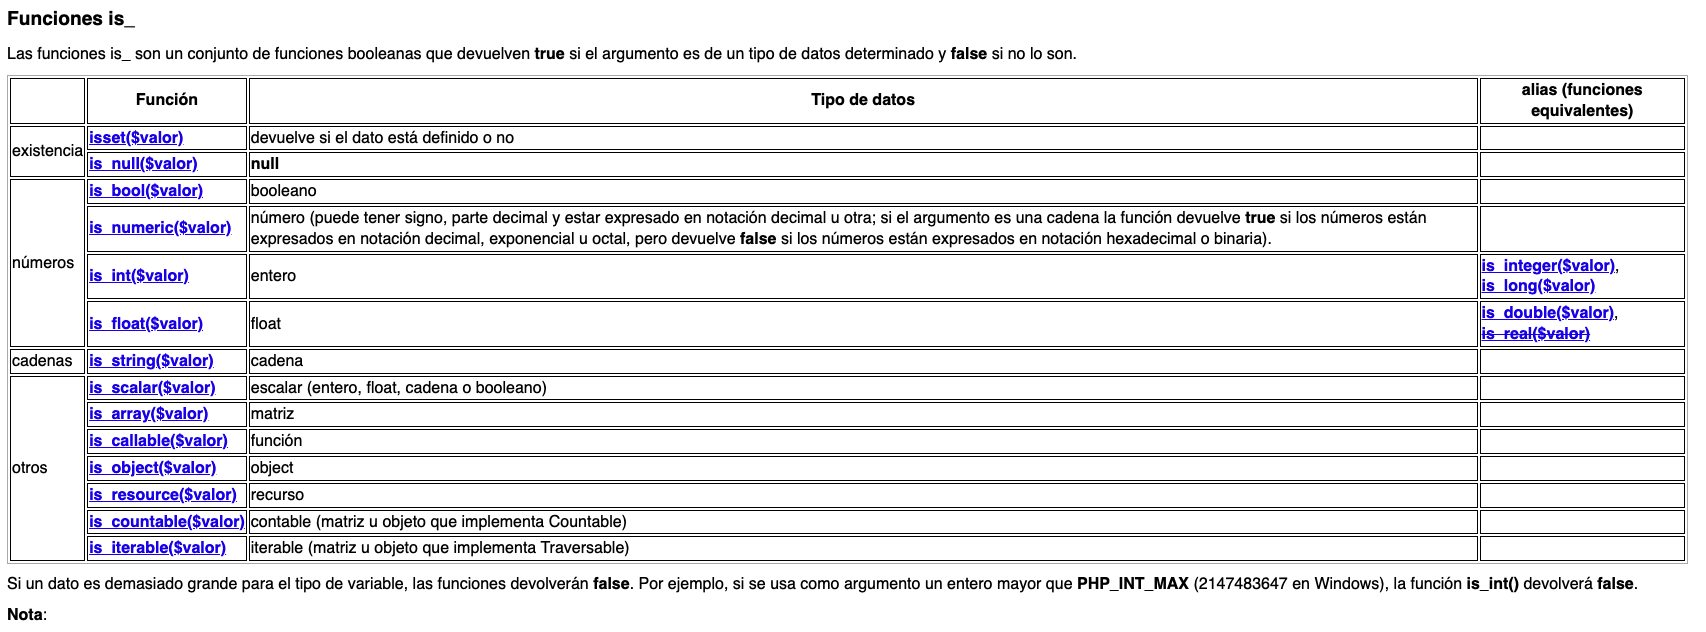 Funciones is_
Las funciones is_ son un conjunto de funciones booleanas que devuelven true si el argumento es de un tipo de datos determinado y false si no lo son.
Función
Tipo de datos
alias (funciones
equivalentes)
existencia
isset($valor)
devuelve si el dato está definido o no
is_null($valor)
null
números
is_bool($valor)
booleano
is_numeric($valor)
número (puede tener signo, parte decimal y estar expresado en notación decimal u otra; si el argumento es una cadena la función devuelve true si los números están
expresados en notación decimal, exponencial u octal, pero devuelve false si los números están expresados en notación hexadecimal o binaria).
is_int($valor)
entero
is_integer($valor),
is_long($valor)
is_float($valor)
float
is_double($valor),
is_real($valor)
cadenas
is_string($valor)
cadena
otros
is_scalar($valor)
escalar (entero, float, cadena o booleano)
is_array($valor)
matriz
is_callable($valor)
función
is_object($valor)
object
is_resource($valor)
recurso
is_countable($valor)
contable (matriz u objeto que implementa Countable)
is_iterable($valor)
iterable (matriz u objeto que implementa Traversable)
Si un dato es demasiado grande para el tipo de variable, las funciones devolverán false. Por ejemplo, si se usa como argumento un entero mayor que PHP_INT_MAX (2147483647 en Windows), la función is_int() devolverá false.
Nota: